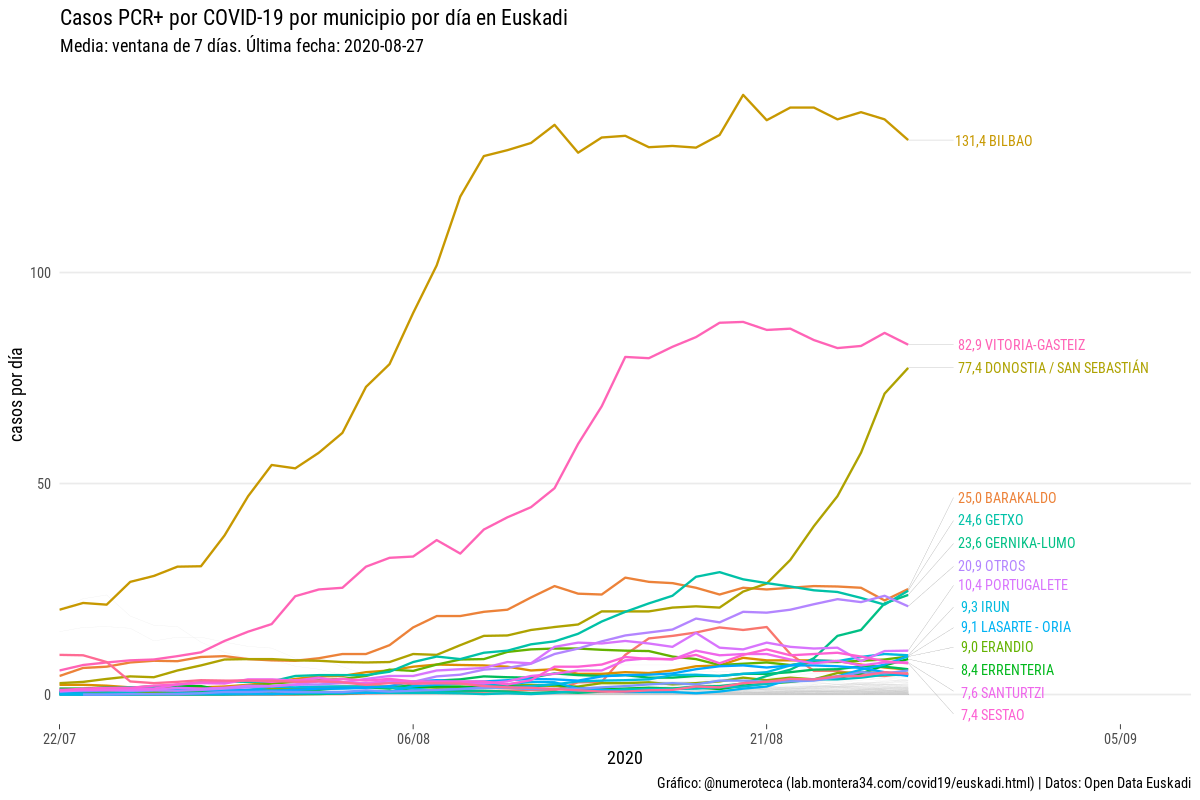 Casos PCR+ por COVID-19 por municipio por día en Euskadi
Media: ventana de 7 días. Última fecha: 2020-08-27
casos por día
100
50
0
131,4 BILBAO
82,9 VITORIA-GASTEIZ
77,4 DONOSTIA / SAN SEBASTIÁN
25,0 BARAKALDO
24,6 GETXO
23,6 GERNIKA-LUMO
20,9 OTROS
10,4 PORTUGALETE
9,3 IRUN
9,1 LASARTE - ORIA
9,0 ERANDIO
8,4 ERRENTERIA
7,6 SANTURTZI
7,4 SESTAO
22/07
06/08
21/08
05/09
2020
Gráfico: @numeroteca (lab.montera34.com/covid19/euskadi.html) | Datos: Open Data Euskadi